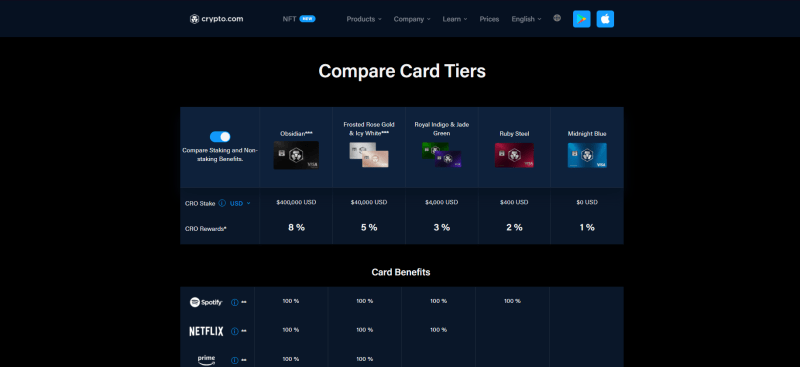 crypto.com NFT NEW Products Company Learn Prices English
Compare Card Tiers
Compare Staking and Non-
staking Benefits.
Obsidian***
Frosted Rose Gold
& Icy White***
Royal Indigo & Jade
Green
Ruby Steel
Midnight Blue
VISA
CRO Stake USD $400,000 USD $40,000 USD $4,000 USD $400 USD $0 USD
CRO Rewards* 8 % 5 % 3 % 2 % 1 %
Card Benefits
Spotify ** 100 % 100 % 100 % 100 %
NETFLIX ** 100 % 100 % 100 %
prime ** 100 % 100 %